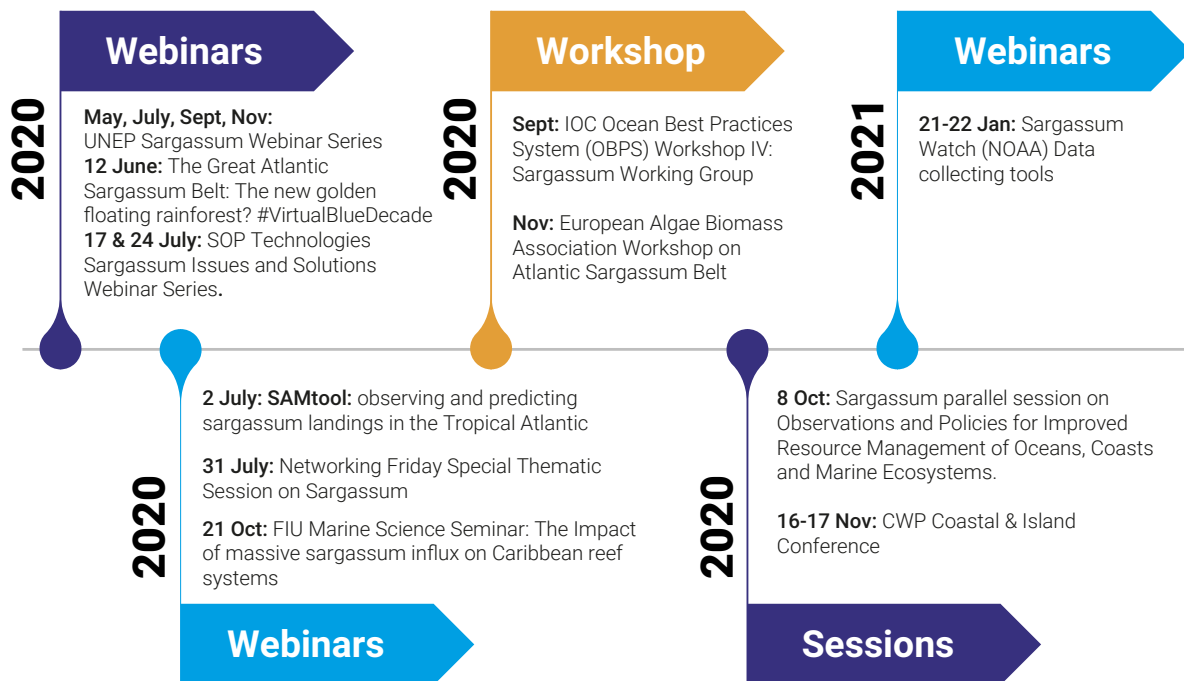 Webinars
2020
May, July, Sept, Nov:
UNEP Sargassum Webinar Series
12 June: The Great Atlantic
Sargassum Belt: The new golden
floating rainforest? #VirtualBlueDecade
17 & 24 July: SOP Technologies
Sargassum Issues and Solutions
Webinar Series.
Workshop
2020
Sept: IOC Ocean Best Practices
System (OBPS) Workshop IV:
Sargassum Working Group
Nov: European Algae Biomass
Association Workshop on
Atlantic Sargassum Belt
Webinars
2021
21-22 Jan: Sargassum
Watch (NOAA) Data
collecting tools
2020
2 July: SAMtool: observing and predicting
sargassum landings in the Tropical Atlantic
31 July: Networking Friday Special Thematic
Session on Sargassum
21 Oct: FIU Marine Science Seminar: The Impact
of massive sargassum influx on Caribbean reef
systems
Webinars
2020
8 Oct: Sargassum parallel session on
Observations and Policies for Improved
Resource Management of Oceans, Coasts
and Marine Ecosystems.
16-17 Nov: CWP Coastal & Island
Conference
Sessions